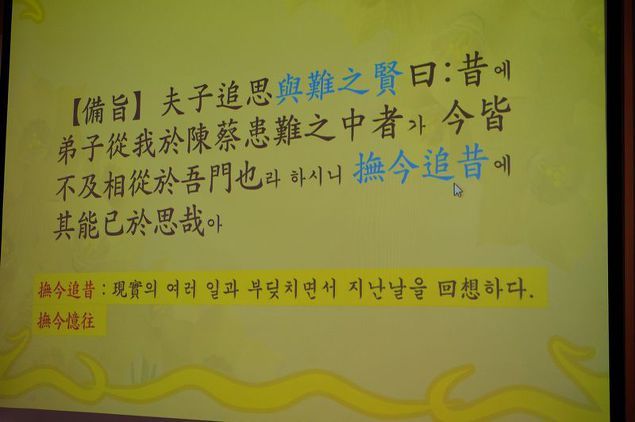 【備旨】 夫子追思與難之賢曰:昔에
弟子從我於陳蔡患難之中者가 今皆
不及相從於吾門也라 하시니 撫今追昔에
其能已於思哉아
撫今追昔 : 現實의 여러 일과 부딪치면서 지난날을 回想하다.
撫今憶往